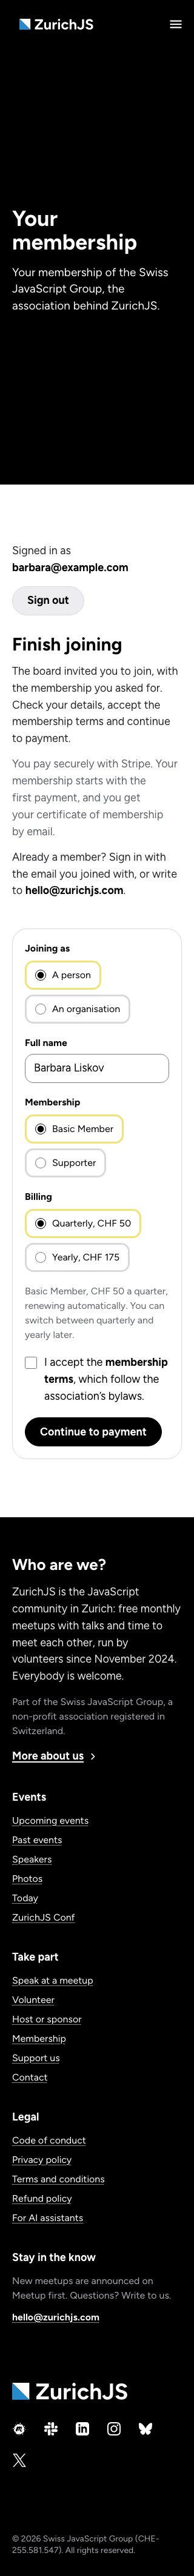 ZurichJS
Your
membership
Your membership of the Swiss
JavaScript Group, the
association behind ZurichJS.
Signed in as
barbara@example.com
Sign out
Finish joining
The board invited you to join, with
the membership you asked for.
Check your details, accept the
membership terms and continue
to payment.
You pay securely with Stripe. Your
membership starts with the
first payment, and you get
your certificate of membership
by email.
Already a member? Sign in with
the email you joined with, or write
to hello@zurichjs.com.
Joining as
A person
An organisation
Full name
Barbara Liskov
Membership
Basic Member
Supporter
Billing
Quarterly, CHF 50
Yearly, CHF 175
Basic Member, CHF 50 a quarter,
renewing automatically. You can
switch between quarterly and
yearly later.
I accept the membership
terms, which follow the
association's bylaws.
Continue to payment
Who are we?
ZurichJS is the JavaScript
community in Zurich: free monthly
meetups with talks and time to
meet each other, run by
volunteers since November 2024.
Everybody is welcome.
Part of the Swiss JavaScript Group, a
non-profit association registered in
Switzerland.
More about us
Events
Upcoming events
Past events
Speakers
Photos
Today
ZurichJS Conf
Take part
Speak at a meetup
Volunteer
Host or sponsor
Membership
Support us
Contact
Legal
Code of conduct
Privacy policy
Terms and conditions
Refund policy
For AI assistants
Stay in the know
New meetups are announced on
Meetup first. Questions? Write to us.
hello@zurichjs.com
ZurichJS
© 2026 Swiss JavaScript Group (CHE-
255.581.547). All rights reserved.